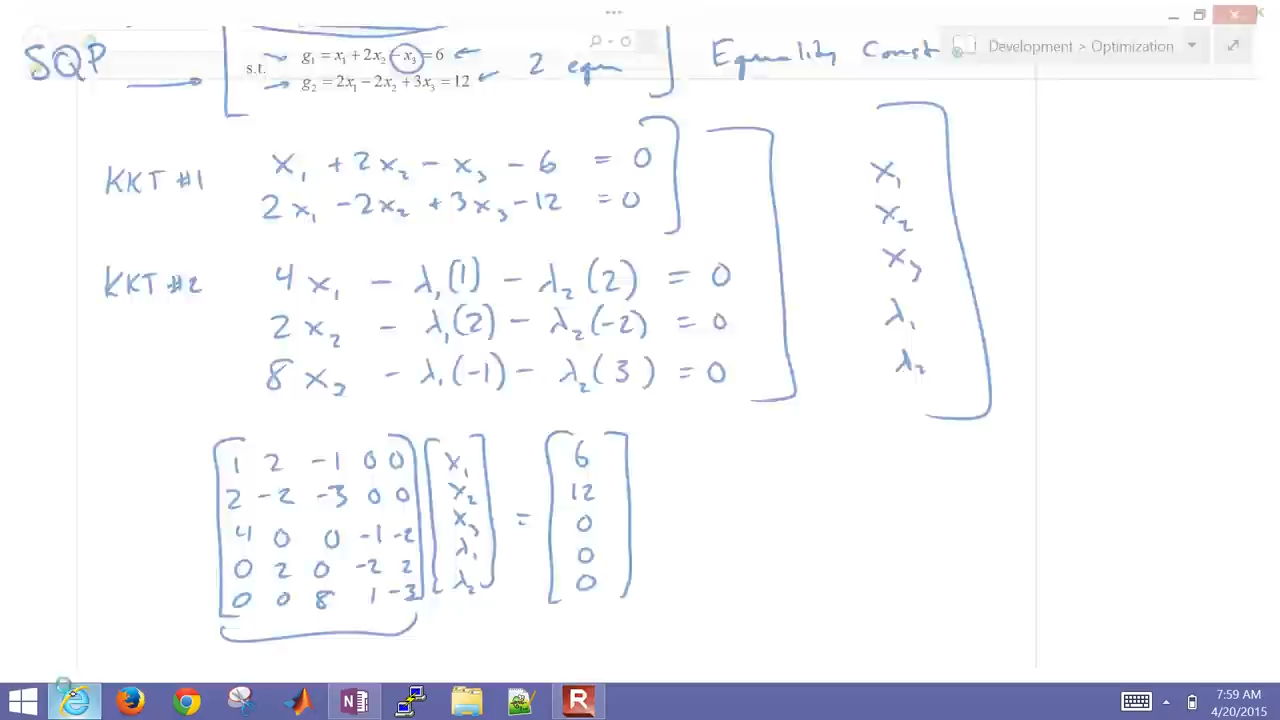 SQP
s.t. g₁ = x₁ + 2x₂ − x₃ = 6
g₂ = 2x₁ − 2x₂ + 3x₃ = 12
2 eqn
Equality Const
Development > Optimization
KKT #1
x₁ + 2x₂ - x₃ - 6 = 0
2x₁ - 2x₂ + 3x₃ - 12 = 0
KKT #2
4x₁ - λ₁(1) - λ₂(2) = 0
2x₂ - λ₁(2) - λ₂(-2) = 0
8x₃ - λ₁(-1) - λ₂(3) = 0
x₁
x₂
x₃
λ₁
λ₂
1 2 -1 0 0 x₁ 6
2 -2 -3 0 0 x₂ 12
4 0 0 -1 -2 x₃ = 0
0 2 0 -2 2 λ₁ 0
0 0 8 1 -3 λ₂ 0
7:59 AM
4/20/2015